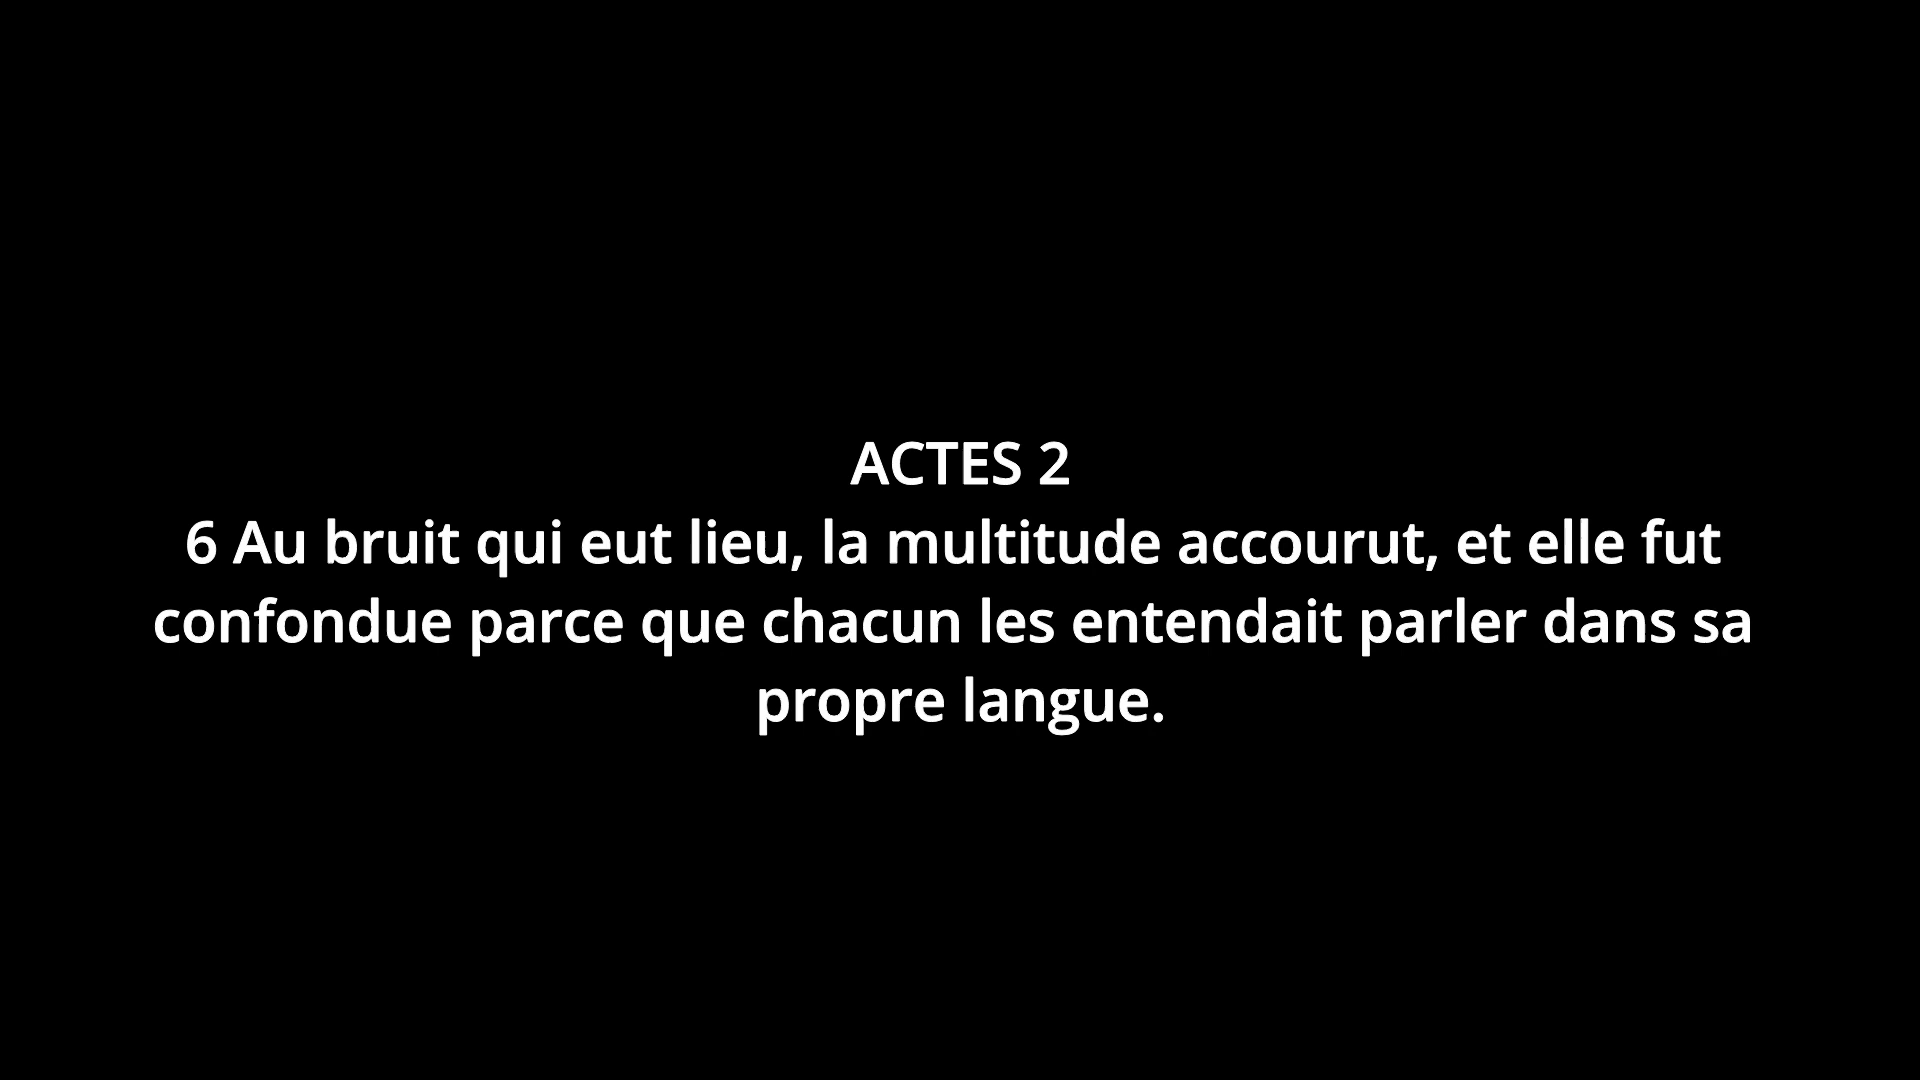 ACTES 2
6 Au bruit qui eut lieu, la multitude accourut, et elle fut
confondue parce que chacun les entendait parler dans sa
propre langue.